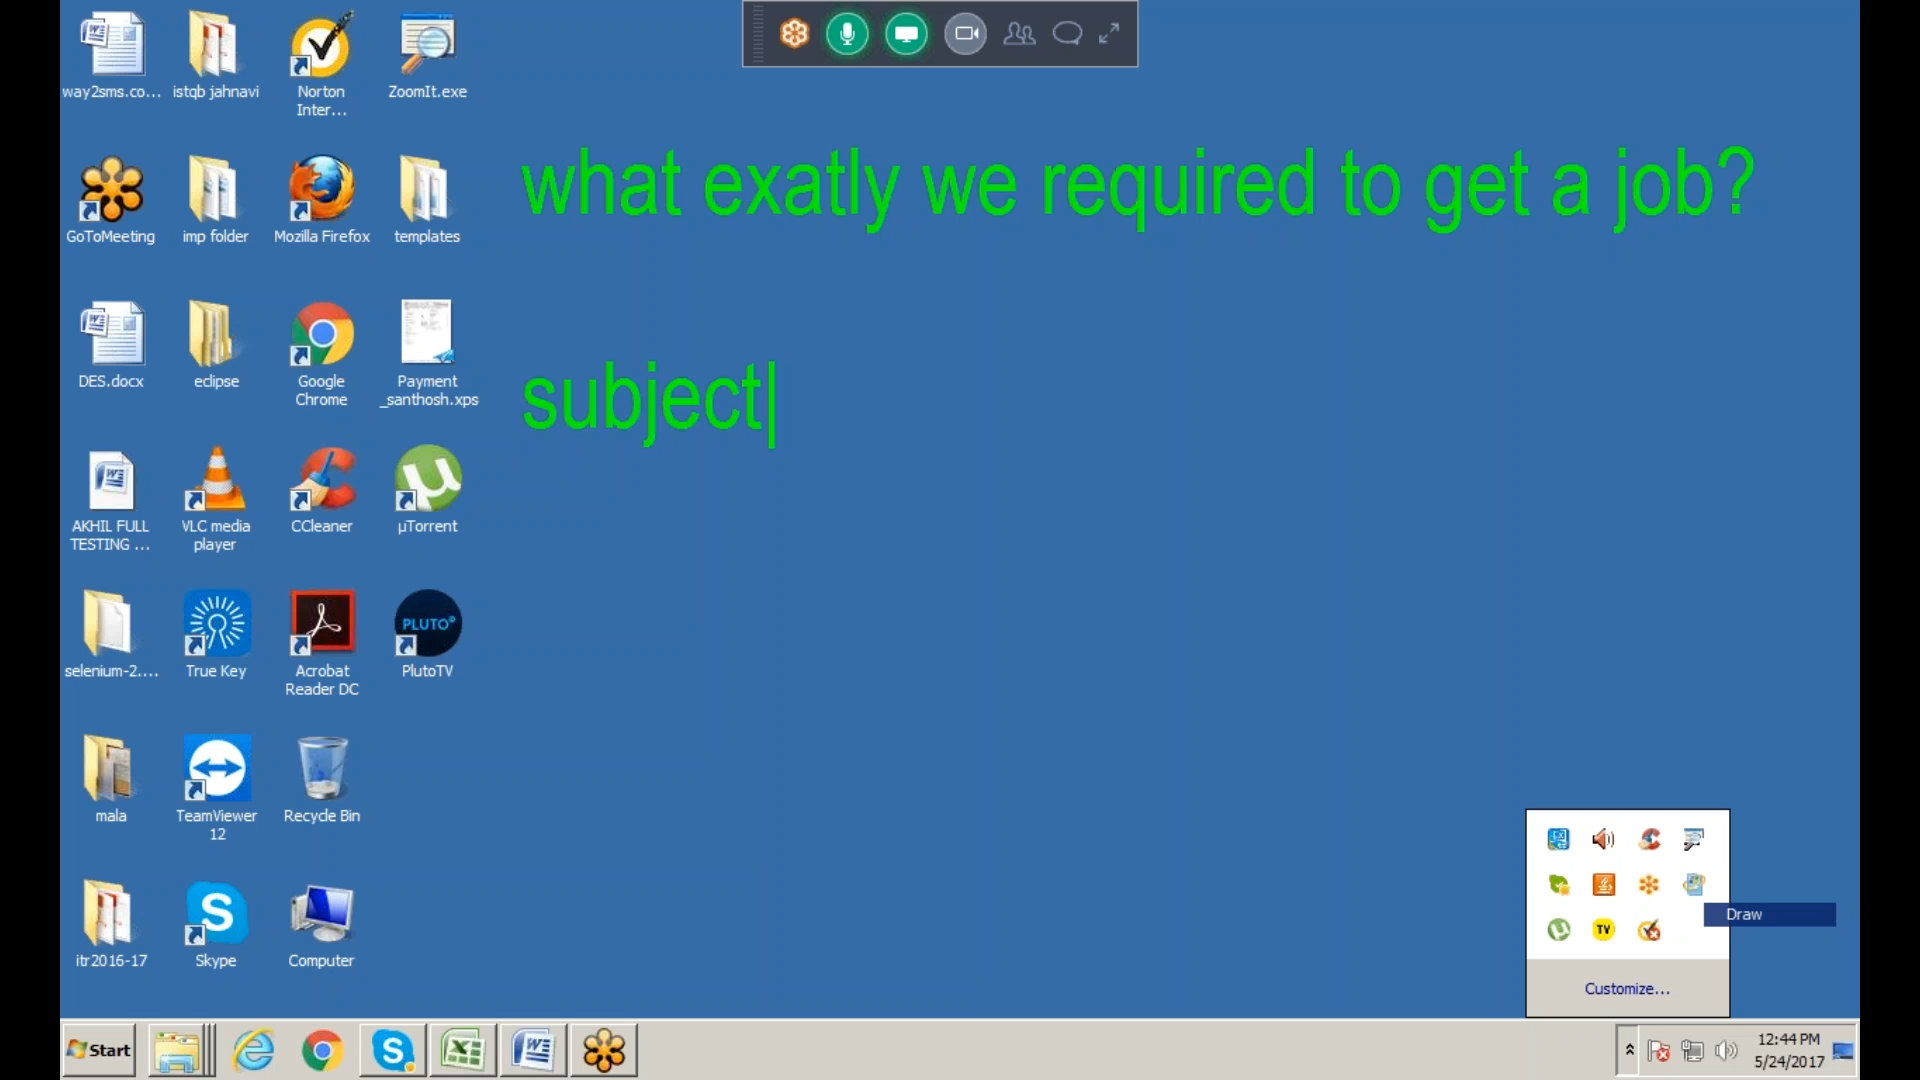 way2sms.co...
istqb jahnavi
Norton
Inter...
ZoomIt.exe
what exatly we required to get a job?
GoToMeeting
imp folder
Mozilla Firefox
templates
DES.docx
eclipse
Google
Chrome
Payment
_santhosh.xps
subject
AKHIL FULL
TESTING ...
VLC media
player
CCleaner
µTorrent
PLUTO
selenium-2....
True Key
Acrobat
Reader DC
PlutoTV
mala
TeamViewer
12
Recycle Bin
itr2016-17
Skype
Computer
Draw
TV
Customize...
Start
12:44 PM
5/24/2017